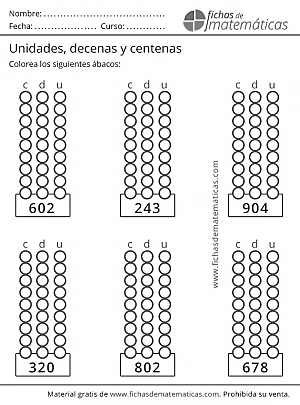 Nombre: ......................................
Fecha: .................... Curso: ............
fichas de
matemáticas
Unidades, decenas y centenas
Colorea los siguientes ábacos:
c d u c d u c d u
602 243 904
www.fichasdematematicas.com
c d u c d u c d u
320 802 678
Material gratis de www.fichasdematematicas.com. Prohibida su venta.